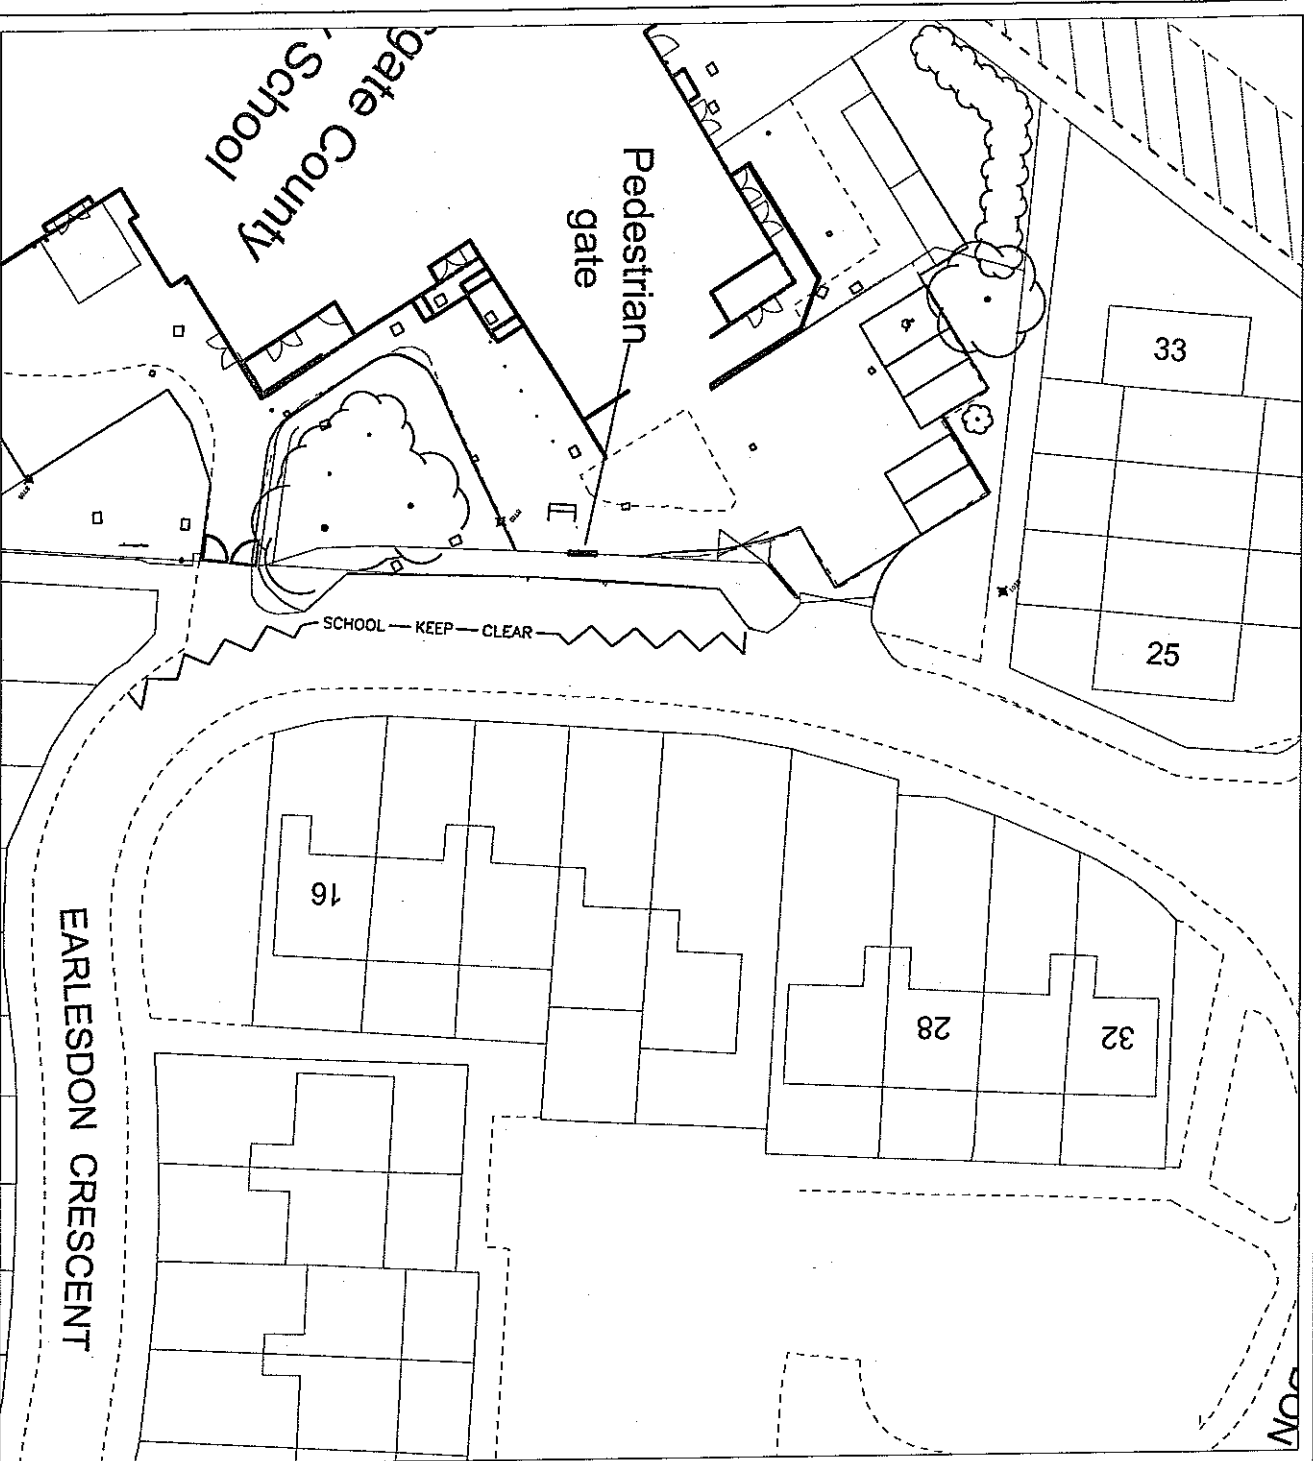 gate County
School
Pedestrian
gate
33
25
SCHOOL — KEEP — CLEAR
16
28
32
EARLESDON CRESCENT